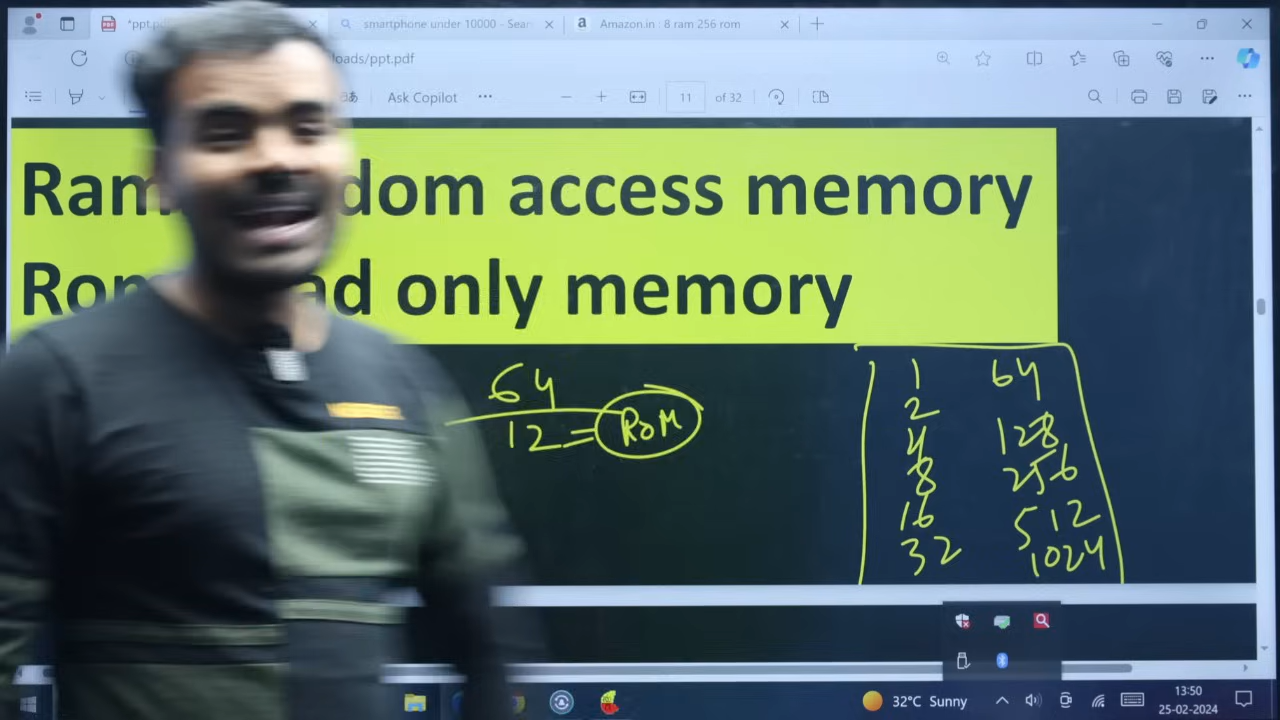 *ppt.p
smartphone under 10000 - Sear
Amazon.in : 8 ram 256 rom
loads/ppt.pdf
Ask Copilot
11 of 32
Ram dom access memory
Rom ad only memory
64
12 = ROM
1 64
2 128
4 256
8 512
16 1024
32
32°C Sunny
13:50
25-02-2024